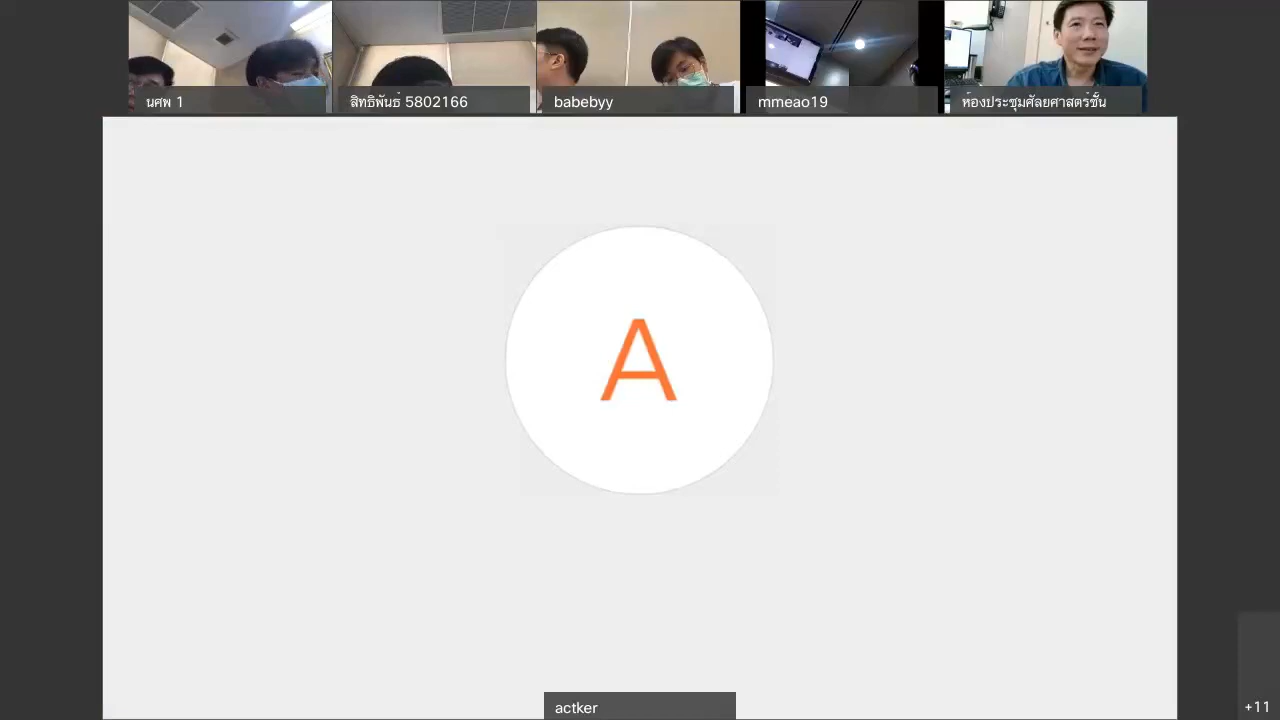 นศพ 1
สิทธิพันธ์ 5802166
babebyy
mmeao19
ห้องประชุมศัลยศาสตร์ชั้น
A
actker
+11